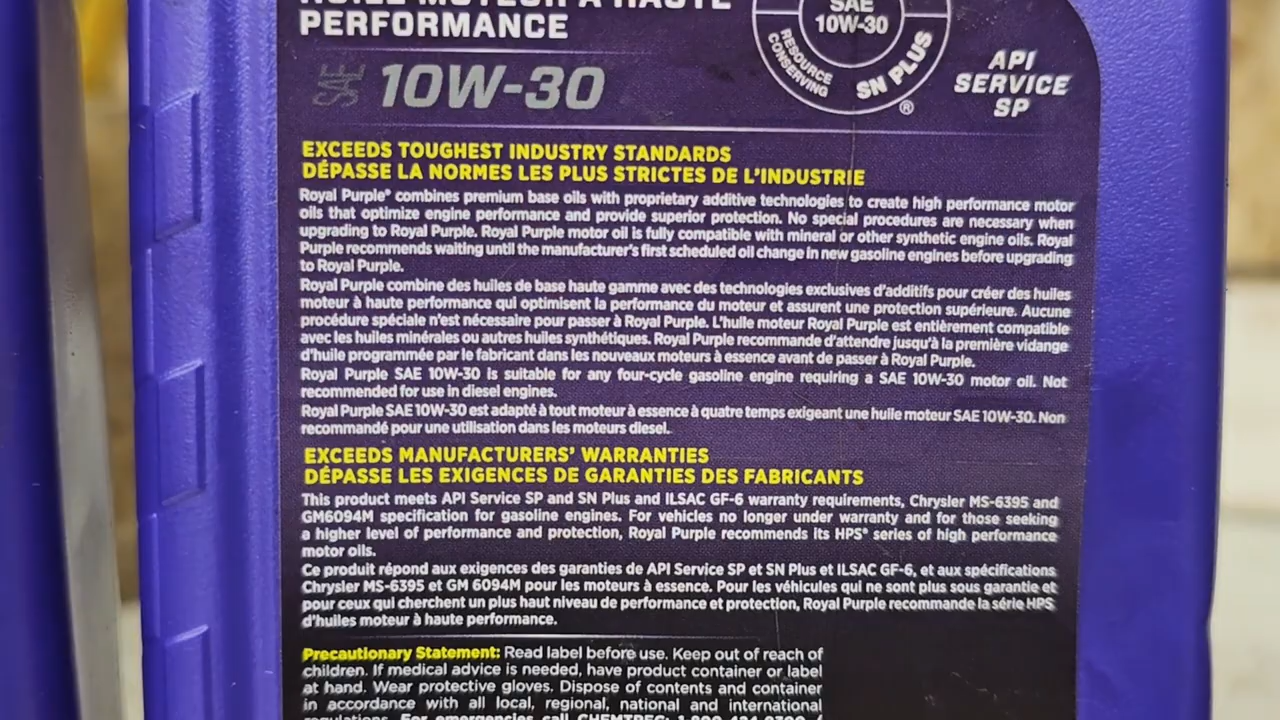 HUILE MOTEUR À HAUTE
PERFORMANCE
SAE 10W-30
SAE
10W-30
RESOURCE
CONSERVING
SN PLUS
®
API
SERVICE
SP
EXCEEDS TOUGHEST INDUSTRY STANDARDS
DÉPASSE LA NORMES LES PLUS STRICTES DE L'INDUSTRIE
Royal Purple® combines premium base oils with proprietary additive technologies to create high performance motor
oils that optimize engine performance and provide superior protection. No special procedures are necessary when
upgrading to Royal Purple. Royal Purple motor oil is fully compatible with mineral or other synthetic engine oils. Royal
Purple recommends waiting until the manufacturer's first scheduled oil change in new gasoline engines before upgrading
to Royal Purple.
Royal Purple combine des huiles de base haute gamme avec des technologies exclusives d'additifs pour créer des huiles
moteur à haute performance qui optimisent la performance du moteur et assurent une protection supérieure. Aucune
procédure spéciale n'est nécessaire pour passer à Royal Purple. L'huile moteur Royal Purple est entièrement compatible
avec les huiles minérales ou autres huiles synthétiques. Royal Purple recommande d'attendre jusqu'à la première vidange
d'huile programmée par le fabricant dans les nouveaux moteurs à essence avant de passer à Royal Purple.
Royal Purple SAE 10W-30 is suitable for any four-cycle gasoline engine requiring a SAE 10W-30 motor oil. Not
recommended for use in diesel engines.
Royal Purple SAE 10W-30 est adapté à tout moteur à essence à quatre temps exigeant une huile moteur SAE 10W-30. Non
recommandé pour une utilisation dans les moteurs diesel.
EXCEEDS MANUFACTURERS' WARRANTIES
DÉPASSE LES EXIGENCES DE GARANTIES DES FABRICANTS
This product meets API Service SP and SN Plus and ILSAC GF-6 warranty requirements, Chrysler MS-6395 and
GM6094M specification for gasoline engines. For vehicles no longer under warranty and for those seeking
a higher level of performance and protection, Royal Purple recommends its HPS® series of high performance
motor oils.
Ce produit répond aux exigences des garanties de API Service SP et SN Plus et ILSAC GF-6, et aux spécifications
Chrysler MS-6395 et GM 6094M pour les moteurs à essence. Pour les véhicules qui ne sont plus sous garantie et
pour ceux qui cherchent un plus haut niveau de performance et protection, Royal Purple recommande la série HPS
d'huiles moteur à haute performance.
Precautionary Statement: Read label before use. Keep out of reach of
children. If medical advice is needed, have product container or label
at hand. Wear protective gloves. Dispose of contents and container
in accordance with all local, regional, national and international
regulations. For emergencies call CHEMTREC: 1-800-424-9300 /